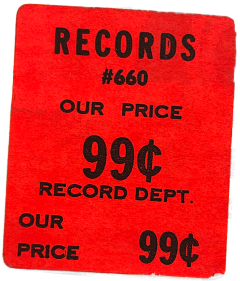 RECORDS
#660
OUR PRICE
99¢
RECORD DEPT.
OUR
PRICE 99¢